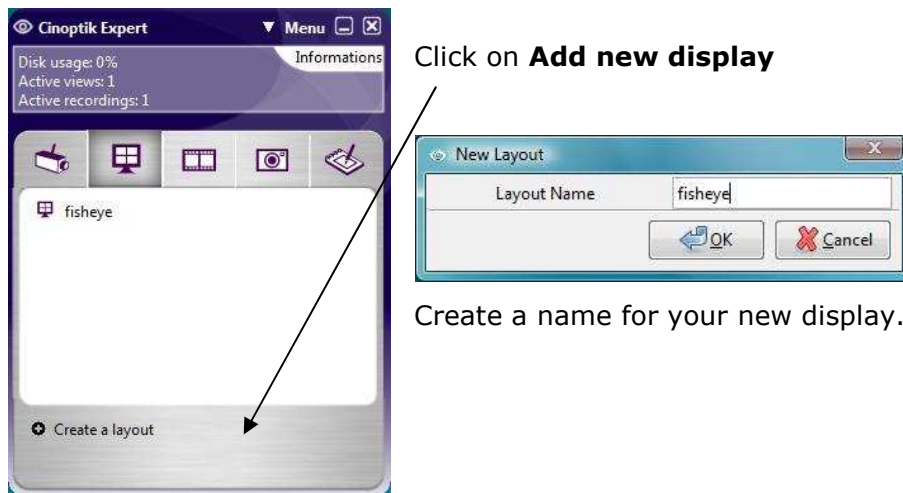 Cinoptik Expert
Menu
Informations
Disk usage: 0%
Active views: 1
Active recordings: 1
fisheye
Create a layout
Click on Add new display
New Layout
Layout Name
fisheye
OK
Cancel
Create a name for your new display.